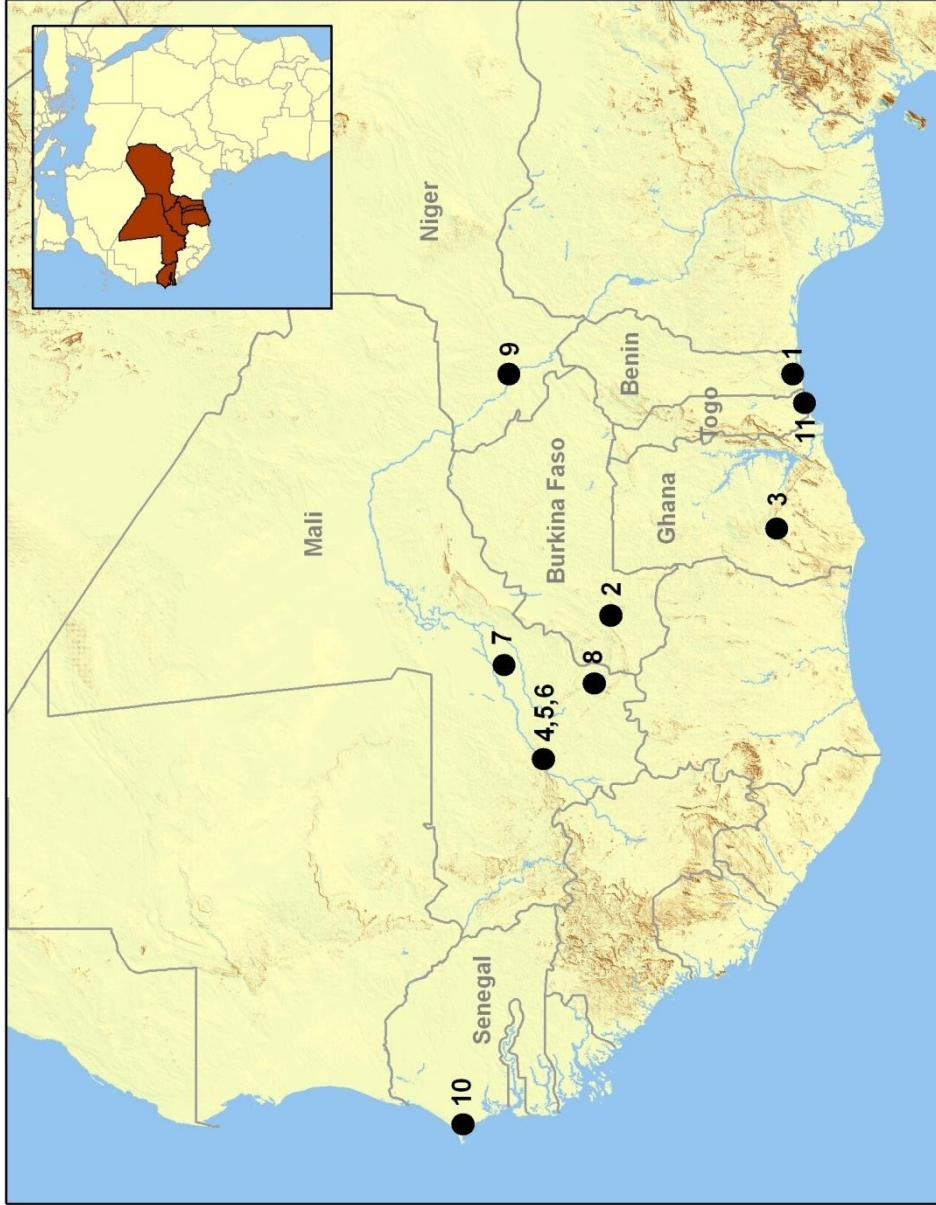 Mali
Niger
9
7
4,5,6
Burkina Faso
Benin
2
8
Senegal
10
Togo
Ghana
1
11
3